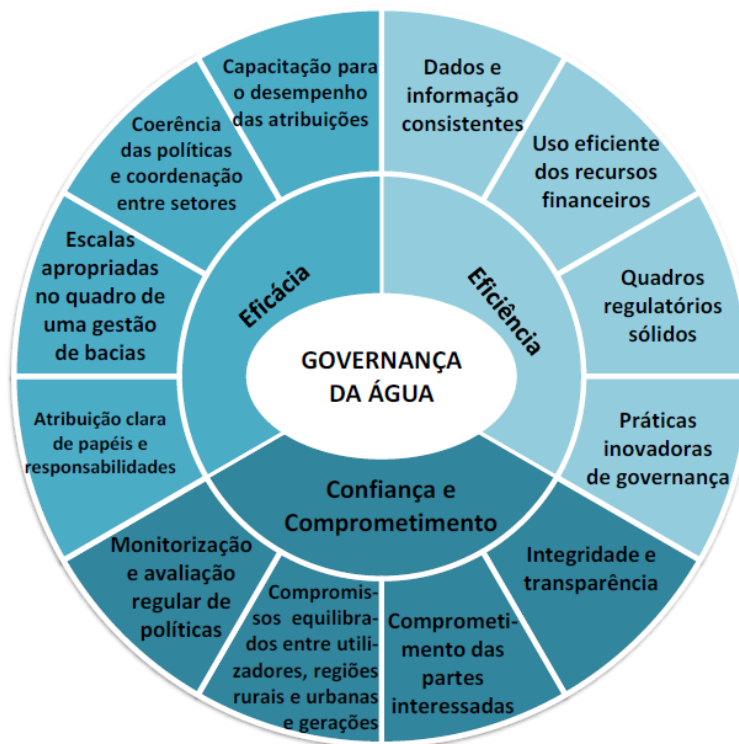 Capacitação para
o desempenho
das atribuições
Dados e
informação
consistentes
Uso eficiente
dos recursos
financeiros
Quadros
regulatórios
sólidos
Práticas
inovadoras
de governança
Integridade e
transparência
Comprometi-
mento das
partes
interessadas
Compromis-
sos equilibra-
dos entre utili-
zadores, regiões
rurais e urbanas
e gerações
Monitorização
e avaliação
regular de
políticas
Atribuição clara
de papéis e
responsabilidades
Escalas
apropriadas
no quadro de
uma gestão
de bacias
Coerência
das políticas
e coordenação
entre setores
Eficácia
Eficiência
Confiança e
Comprometimento
GOVERNANÇA
DA ÁGUA